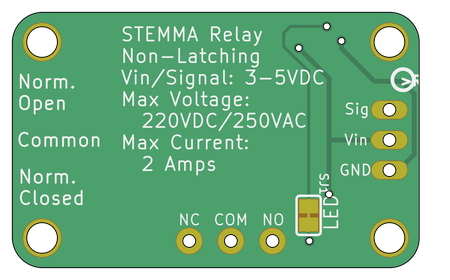 STEMMA Relay
Non-Latching
Vin/Signal: 3-5VDC
Max Voltage:
220VDC/250VAC
Max Current:
2 Amps
Norm.
Open
Common
Norm.
Closed
Sig
Vin
GND
NC COM NO
LED